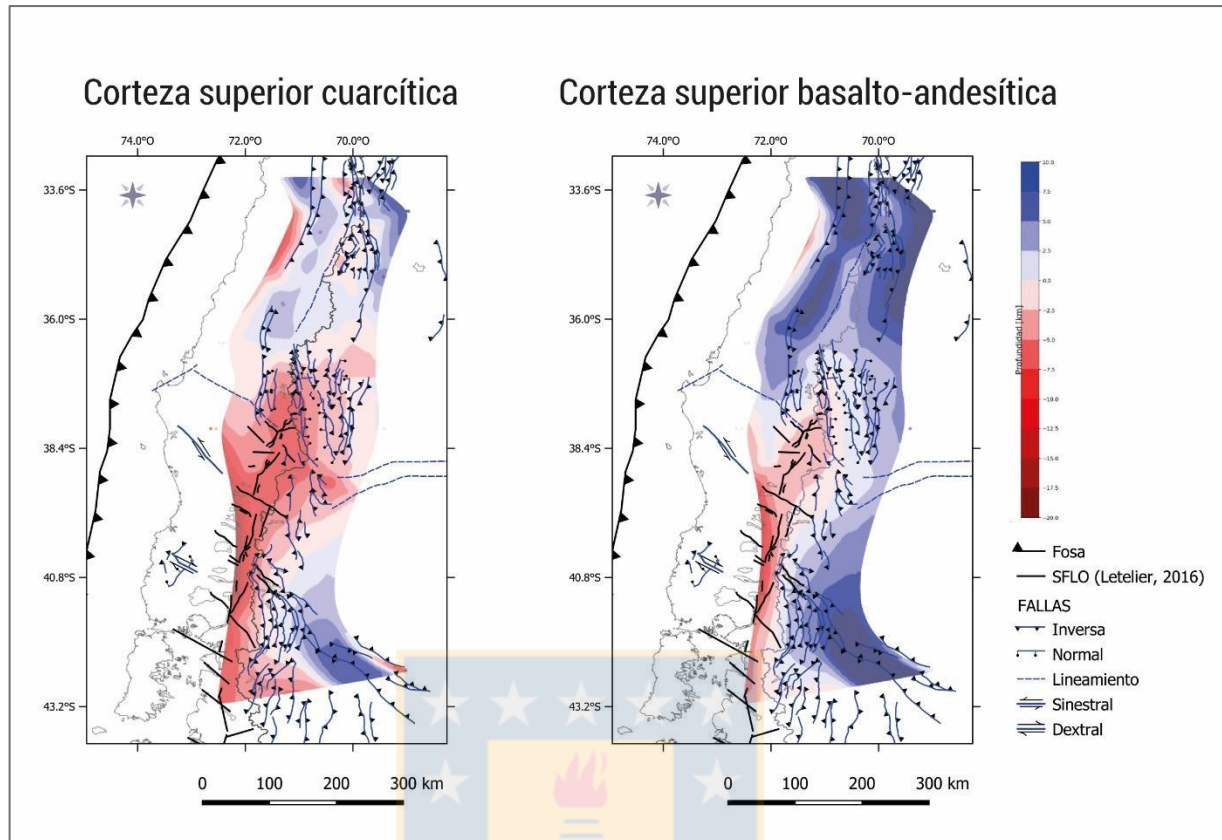 Corteza superior cuarcítica
Corteza superior basalto-andesítica
74.0°O 72.0°O 70.0°O
33.6°S
36.0°S
38.4°S
40.8°S
43.2°S
0 100 200 300 km
74.0°O 72.0°O 70.0°O
33.6°S
36.0°S
38.4°S
40.8°S
43.2°S
0 100 200 300 km
10.0
7.5
5.0
2.5
0.0
−2.5
−5.0
−7.5
−10.0
−12.5
−15.0
−17.5
−20.0
Profundidad [km]
Fosa
SFLO (Letelier, 2016)
FALLAS
Inversa
Normal
Lineamiento
Sinestral
Dextral